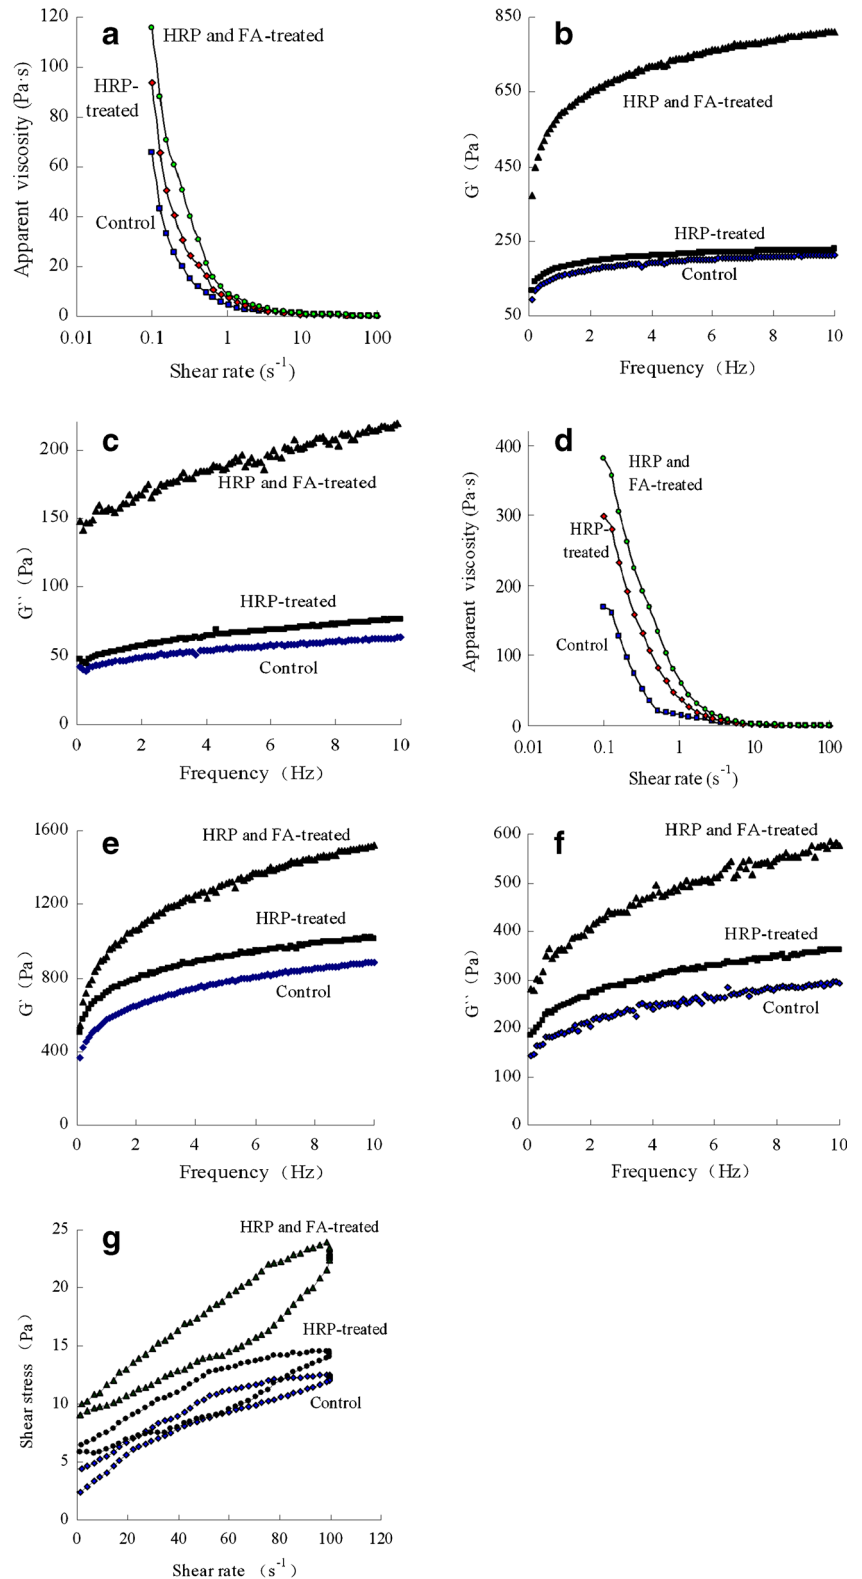 a
120
100
80
60
40
20
0
0.01
0.1
1
10
100
Apparent viscosity (Pa·s)
Shear rate (s-1)
HRP and FA-treated
HRP-
treated
Control
b
850
650
450
250
50
0
2
4
6
8
10
G` (Pa)
Frequency (Hz)
HRP and FA-treated
HRP-treated
Control
c
200
150
100
50
0
0
2
4
6
8
10
G`` (Pa)
Frequency (Hz)
HRP and FA-treated
HRP-treated
Control
d
400
300
200
100
0
0.01
0.1
1
10
100
Apparent viscosity (Pa·s)
Shear rate (s-1)
HRP and
FA-treated
HRP-
treated
Control
e
1600
1200
800
400
0
0
2
4
6
8
10
G` (Pa)
Frequency (Hz)
HRP and FA-treated
HRP-treated
Control
f
600
500
400
300
200
100
0
0
2
4
6
8
10
G`` (Pa)
Frequency (Hz)
HRP and FA-treated
HRP-treated
Control
g
25
20
15
10
5
0
0
20
40
60
80
100
120
Shear stress (Pa)
Shear rate (s-1)
HRP and FA-treated
HRP-treated
Control